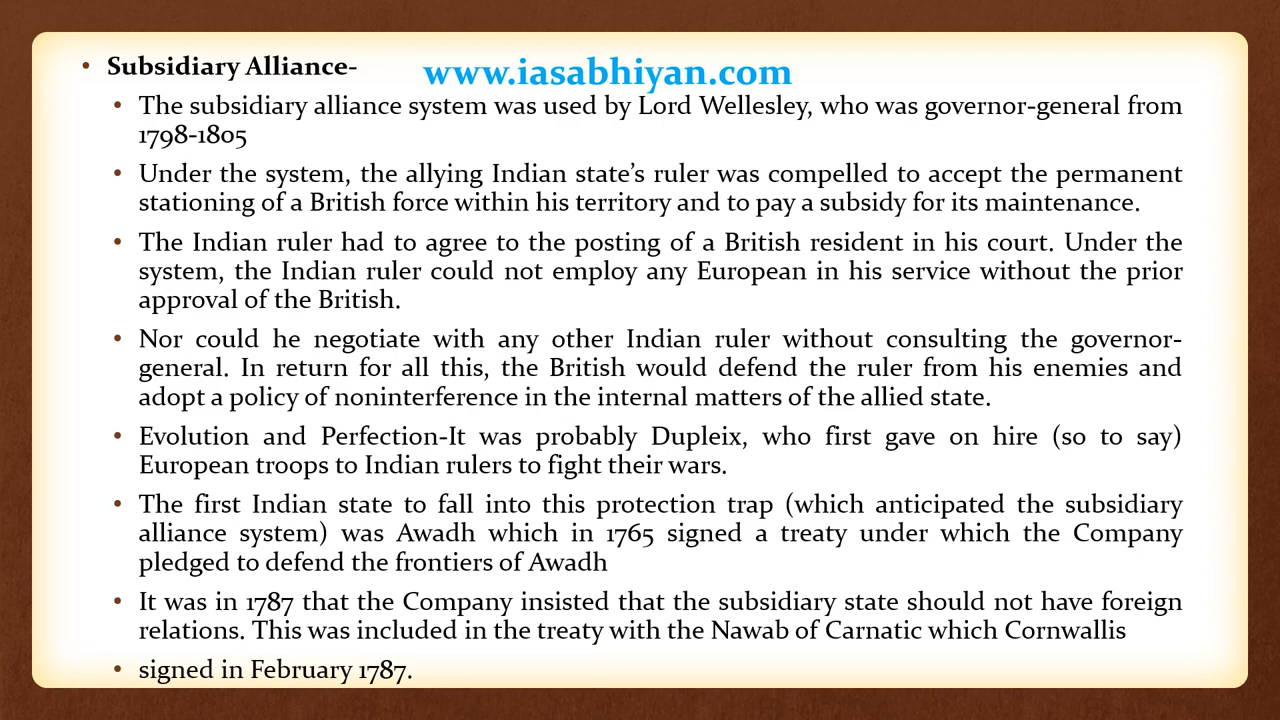 • Subsidiary Alliance-
www.iasabhiyan.com
• The subsidiary alliance system was used by Lord Wellesley, who was governor-general from
1798-1805
• Under the system, the allying Indian state’s ruler was compelled to accept the permanent
stationing of a British force within his territory and to pay a subsidy for its maintenance.
• The Indian ruler had to agree to the posting of a British resident in his court. Under the
system, the Indian ruler could not employ any European in his service without the prior
approval of the British.
• Nor could he negotiate with any other Indian ruler without consulting the governor-
general. In return for all this, the British would defend the ruler from his enemies and
adopt a policy of noninterference in the internal matters of the allied state.
• Evolution and Perfection-It was probably Dupleix, who first gave on hire (so to say)
European troops to Indian rulers to fight their wars.
• The first Indian state to fall into this protection trap (which anticipated the subsidiary
alliance system) was Awadh which in 1765 signed a treaty under which the Company
pledged to defend the frontiers of Awadh
• It was in 1787 that the Company insisted that the subsidiary state should not have foreign
relations. This was included in the treaty with the Nawab of Carnatic which Cornwallis
• signed in February 1787.